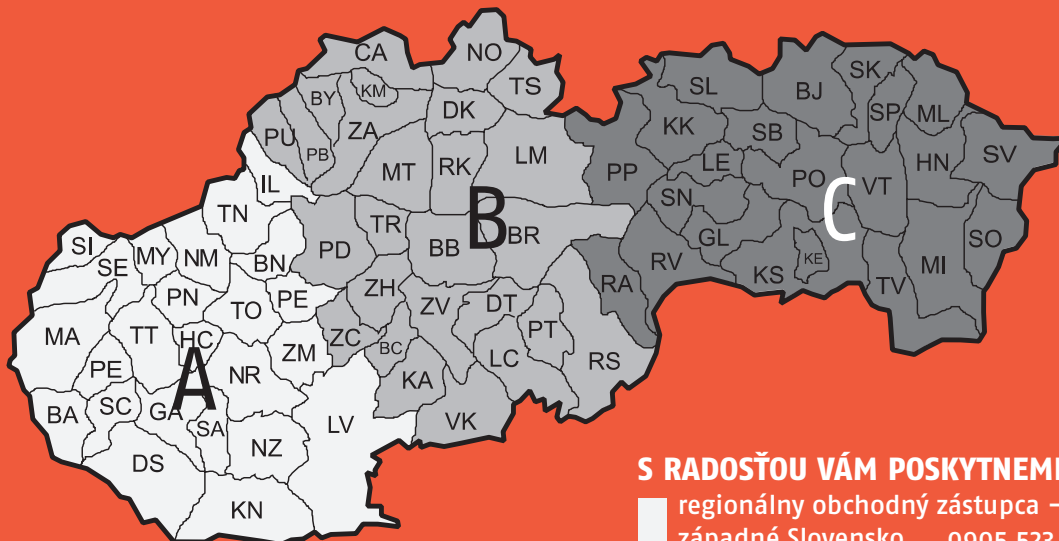 CA
NO
TS
SK
BY
KM
SL
BJ
ML
DK
SP
PU
PB
ZA
KK
SB
LM
RK
MT
LE
HN
SV
PP
PO
VT
IL
SN
TN
B
C
TR
BR
GL
SI
MY
NM
PD
BB
SO
SE
BN
RV
KS
KE
MI
PN
ZH
RA
TV
TO
PE
ZV
DT
MA
TT
HC
ZC
BC
PT
ZM
LC
RS
PE
A
NR
KA
SC
BA
GA
SA
LV
VK
NZ
DS
KN
S RADOSŤOU VÁM POSKYTNEM
regionálny obchodný zástupca –
západné Slovensko 0905 523